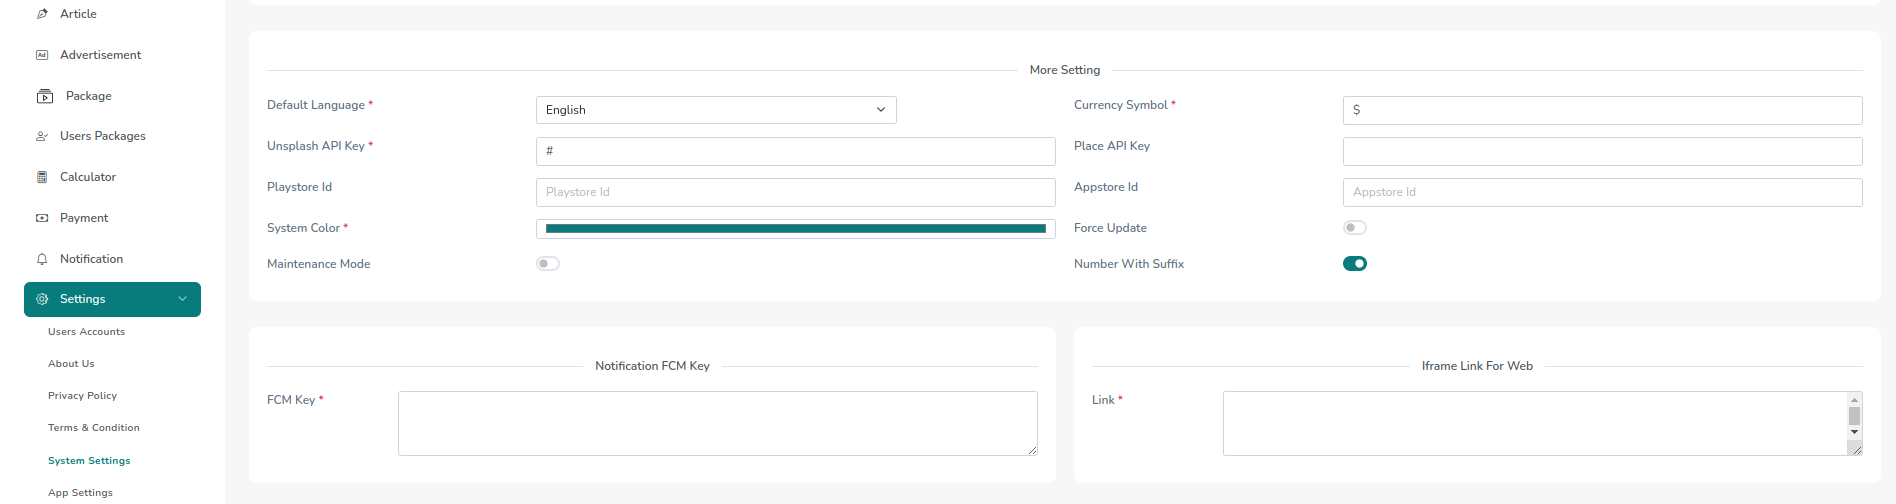 Article
Advertisement
Package
Users Packages
Calculator
Payment
Notification
Settings
Users Accounts
About Us
Privacy Policy
Terms & Condition
System Settings
App Settings
More Setting
Default Language *
English
Currency Symbol *
$
Unsplash API Key *
#
Place API Key
Playstore Id
Playstore Id
Appstore Id
Appstore Id
System Color *
Force Update
Maintenance Mode
Number With Suffix
Notification FCM Key
FCM Key *
Iframe Link For Web
Link *